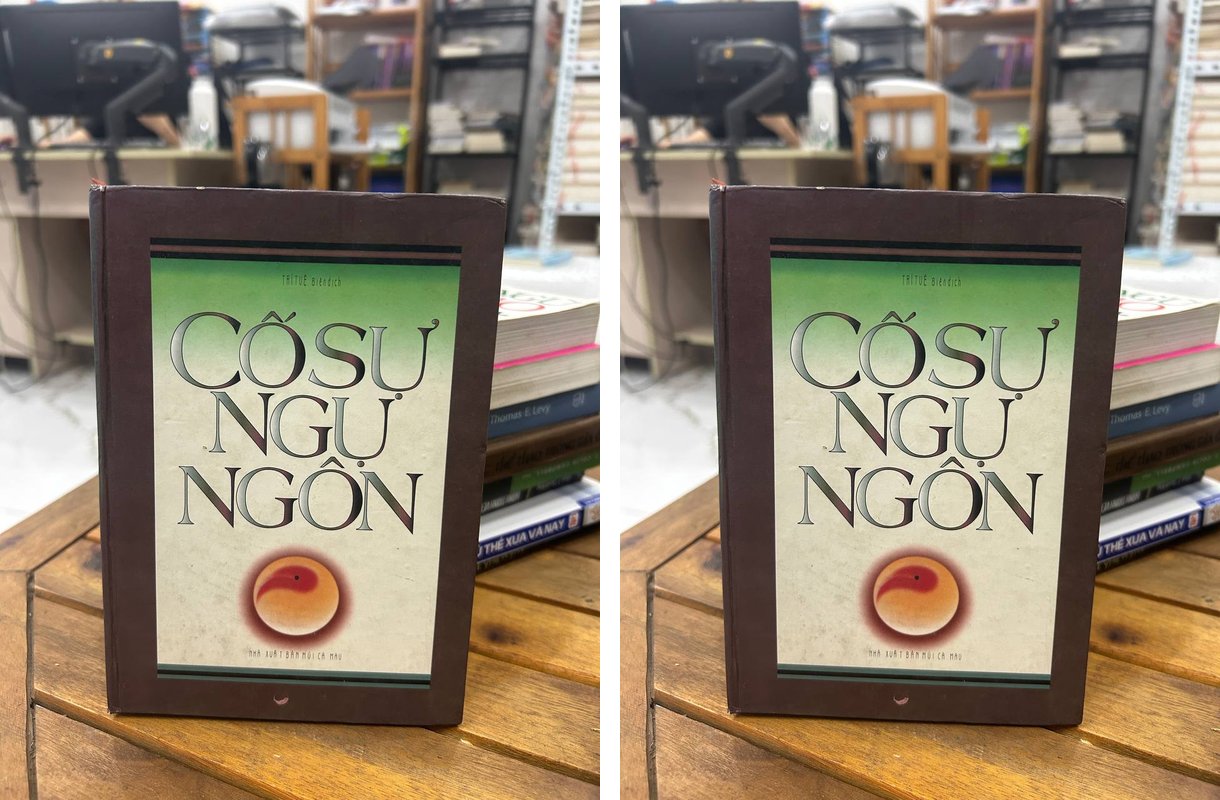 TRÍ TUỆ Biên dịch
CỐ SỰ
NGỤ
NGÔN
NHÀ XUẤT BẢN MŨI CÀ MAU
Thomas E. Levy
THẾ XƯA VÀ NAY
TRÍ TUỆ Biên dịch
CỐ SỰ
NGỤ
NGÔN
NHÀ XUẤT BẢN MŨI CÀ MAU
Thomas E. Levy
THẾ XƯA VÀ NAY